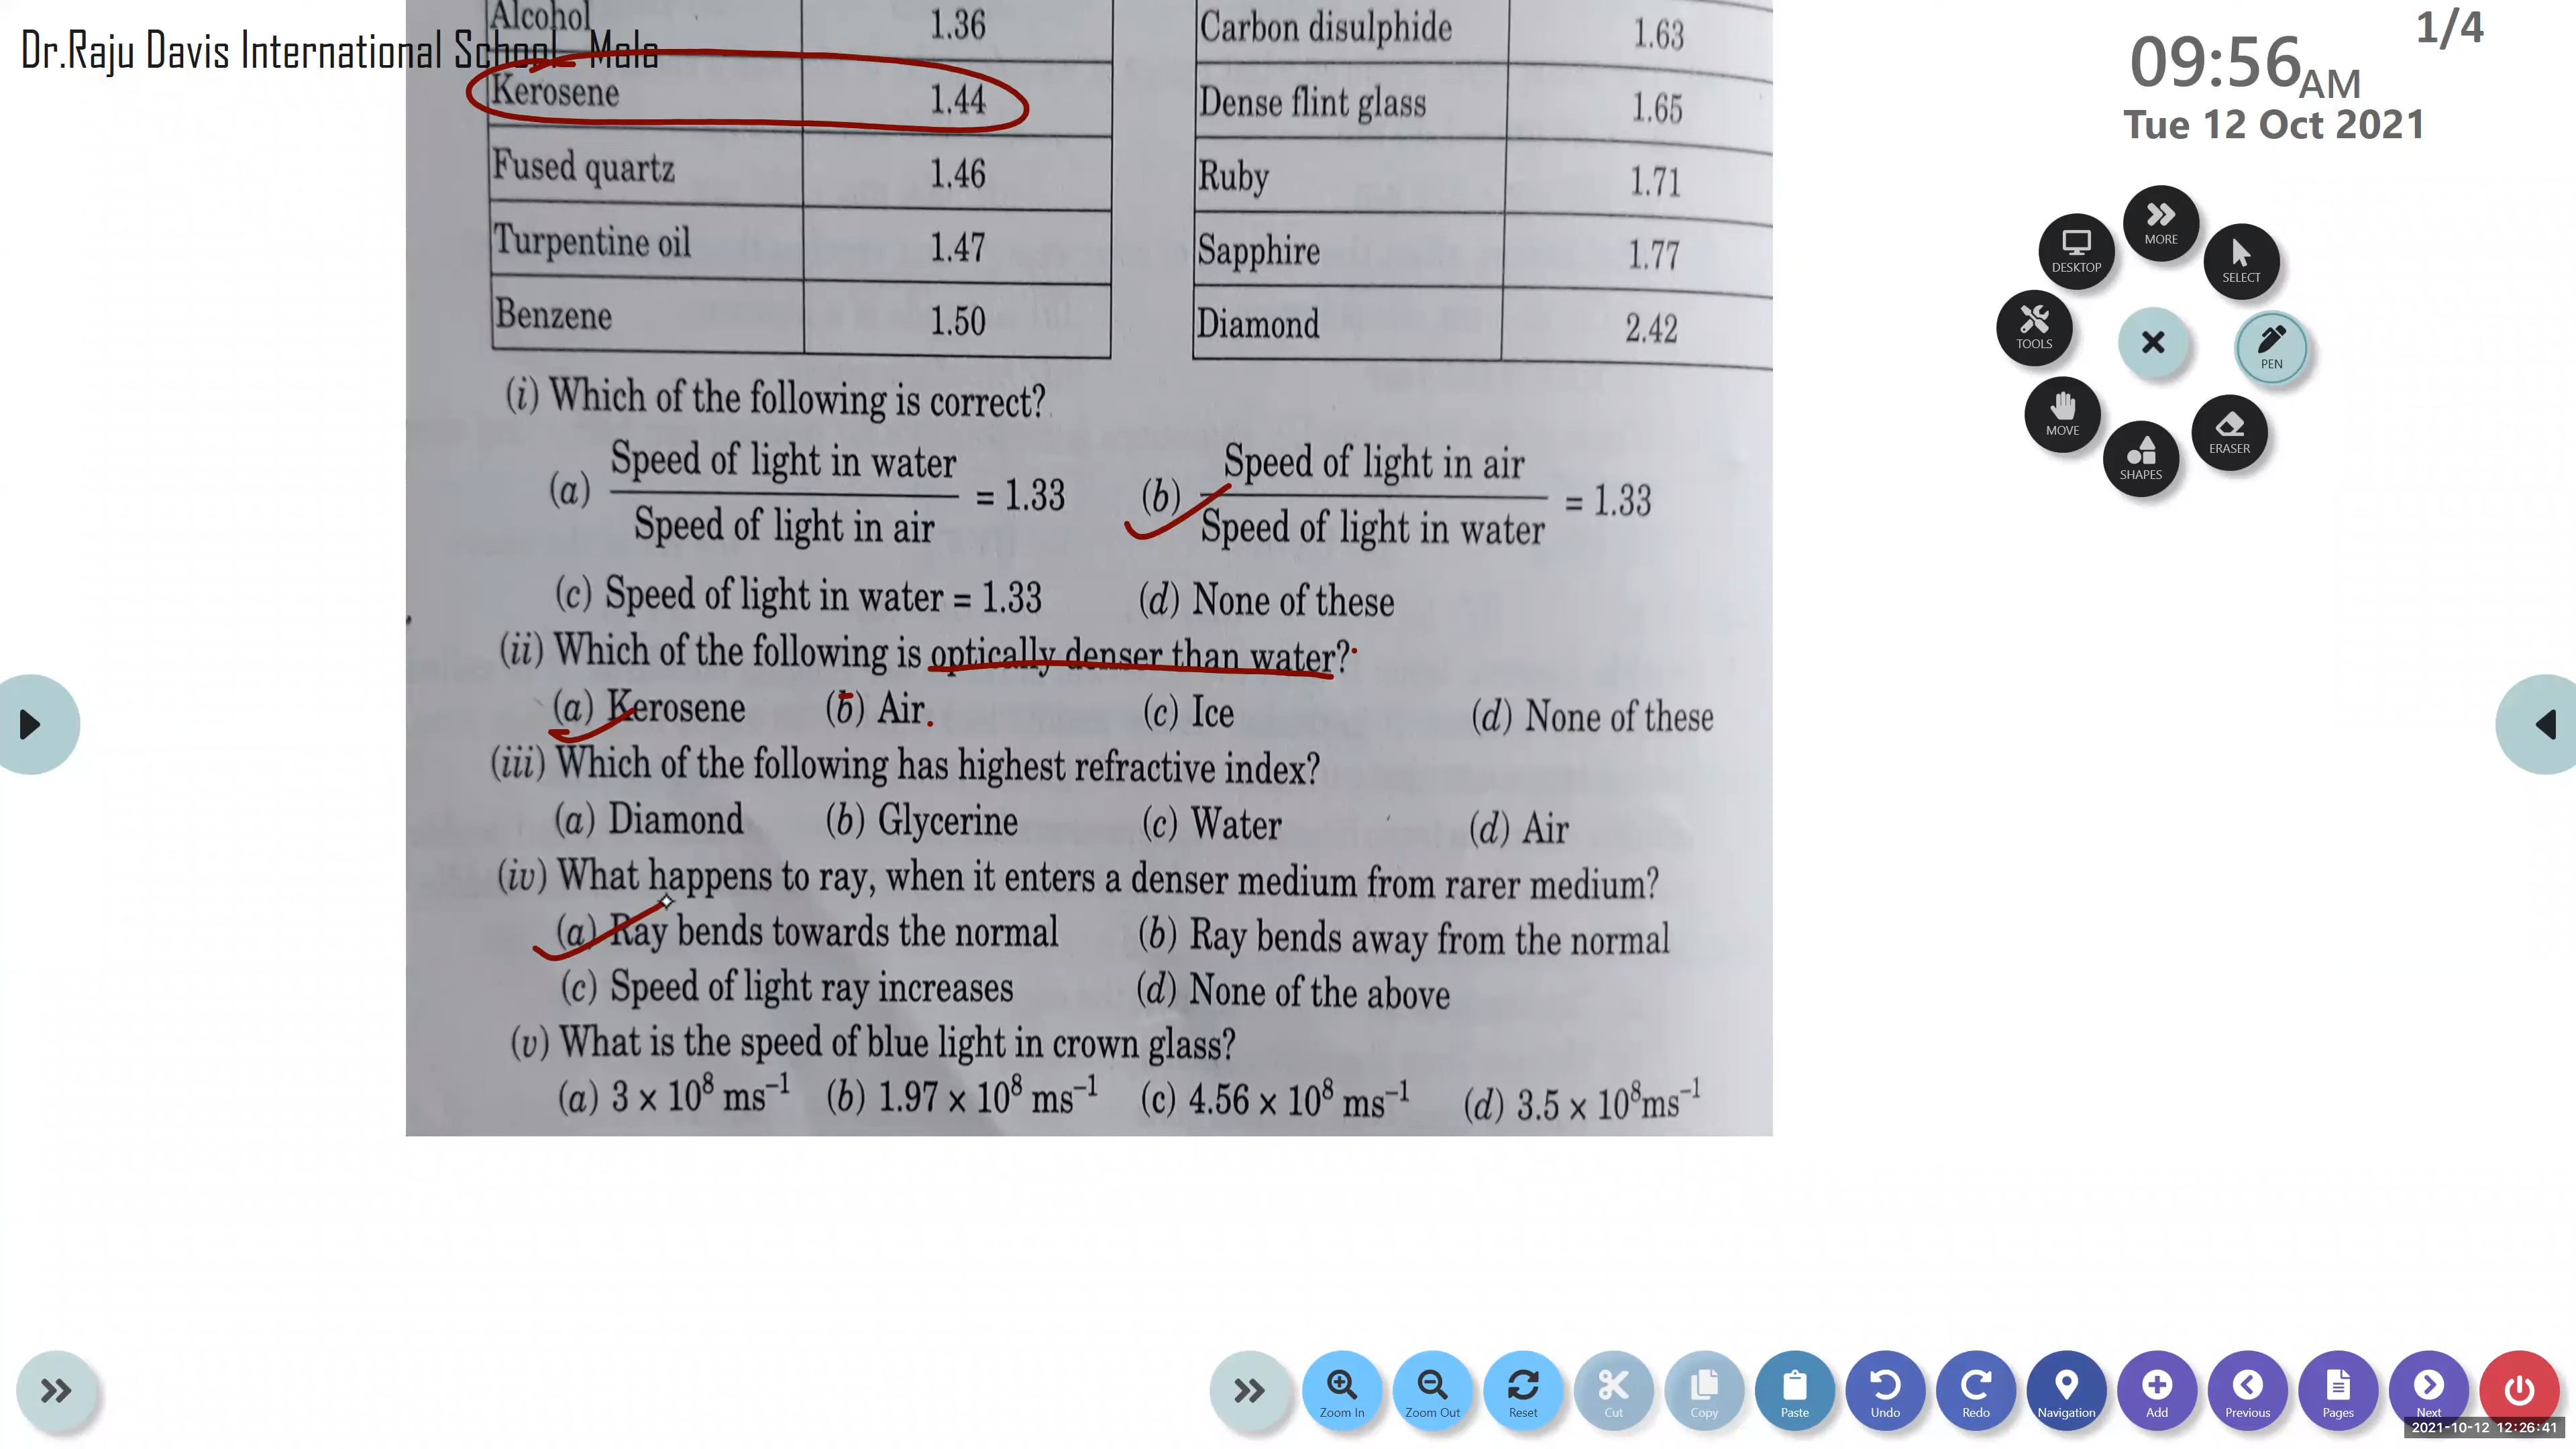 Dr.Raju Davis International School Mala
Alcohol 1.36
Kerosene 1.44
Fused quartz 1.46
Turpentine oil 1.47
Benzene 1.50
Carbon disulphide 1.63
Dense flint glass 1.65
Ruby 1.71
Sapphire 1.77
Diamond 2.42
(i) Which of the following is correct?
(a) Speed of light in water / Speed of light in air = 1.33 (b) Speed of light in air / Speed of light in water = 1.33
(c) Speed of light in water = 1.33 (d) None of these
(ii) Which of the following is optically denser than water?
(a) Kerosene (b) Air (c) Ice (d) None of these
(iii) Which of the following has highest refractive index?
(a) Diamond (b) Glycerine (c) Water (d) Air
(iv) What happens to ray, when it enters a denser medium from rarer medium?
(a) Ray bends towards the normal (b) Ray bends away from the normal
(c) Speed of light ray increases (d) None of the above
(v) What is the speed of blue light in crown glass?
(a) 3 × 10⁸ ms⁻¹ (b) 1.97 × 10⁸ ms⁻¹ (c) 4.56 × 10⁸ ms⁻¹ (d) 3.5 × 10⁸ms⁻¹
1/4
09:56 AM
Tue 12 Oct 2021
MORE
DESKTOP
SELECT
TOOLS
PEN
MOVE
ERASER
SHAPES
Zoom In Zoom Out Reset Cut Copy Paste Undo Redo Navigation Add Previous Pages Next
2021-10-12 12:26:41